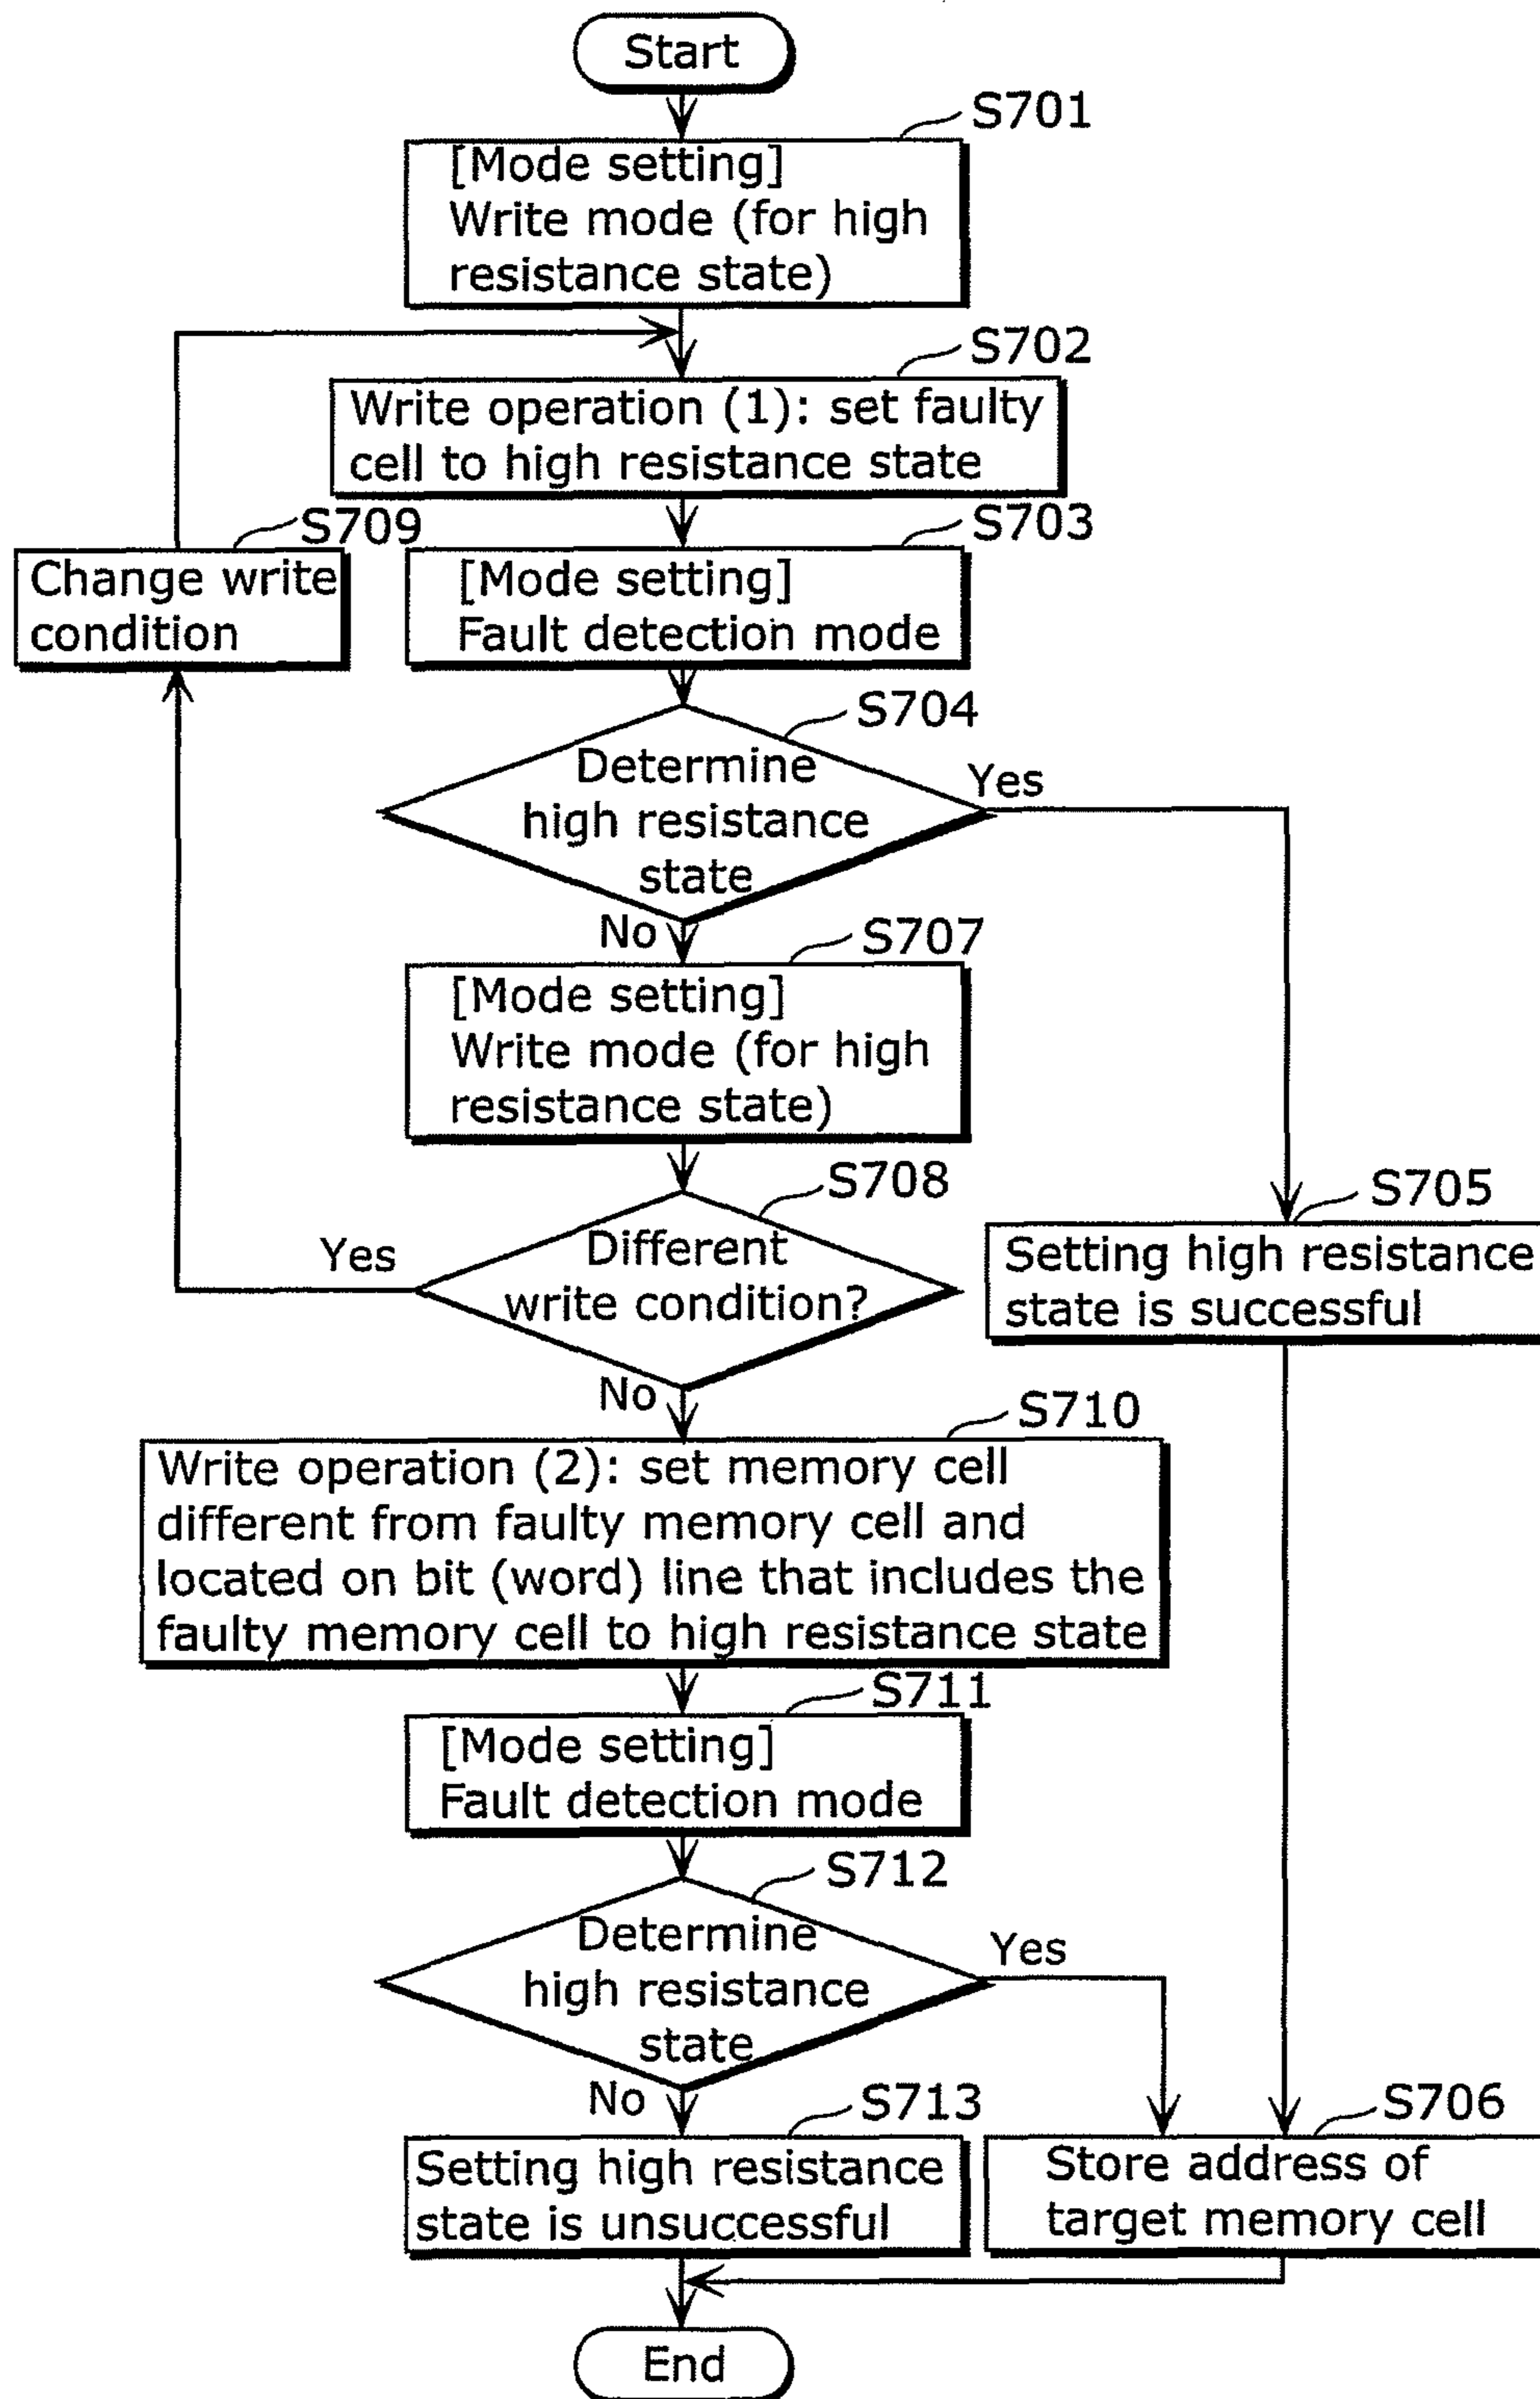 Start
S701
[Mode setting]
Write mode (for high
resistance state)
S702
Write operation (1): set faulty
cell to high resistance state
S709
Change write
condition
S703
[Mode setting]
Fault detection mode
S704
Determine
high resistance
state
Yes
No
S707
[Mode setting]
Write mode (for high
resistance state)
S708
Different
write condition?
Yes
No
S705
Setting high resistance
state is successful
S710
Write operation (2): set memory cell
different from faulty memory cell and
located on bit (word) line that includes the
faulty memory cell to high resistance state
S711
[Mode setting]
Fault detection mode
S712
Determine
high resistance
state
Yes
No
S713
Setting high resistance
state is unsuccessful
S706
Store address of
target memory cell
End